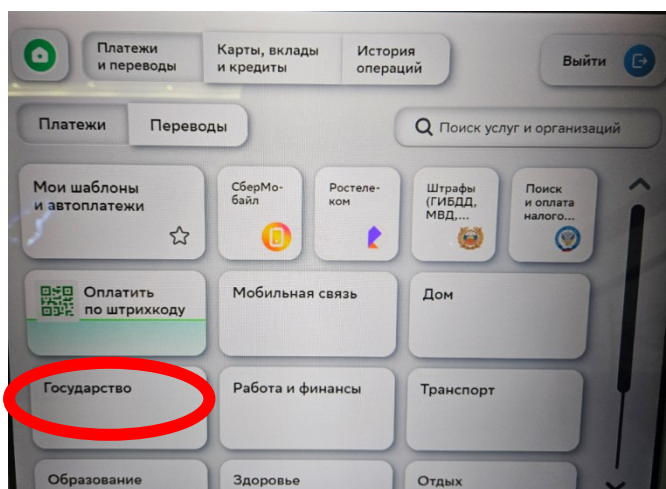 Платежи
и переводы
Карты, вклады
и кредиты
История
операций
Выйти
Платежи
Переводы
Поиск услуг и организаций
Мои шаблоны
и автоплатежи
СберМо-
байл
Ростеле-
ком
Штрафы
(ГИБДД,
МВД,...
Поиск
и оплата
налого...
Оплатить
по штрихкоду
Мобильная связь
Дом
Государство
Работа и финансы
Транспорт
Образование
Здоровье
Отдых